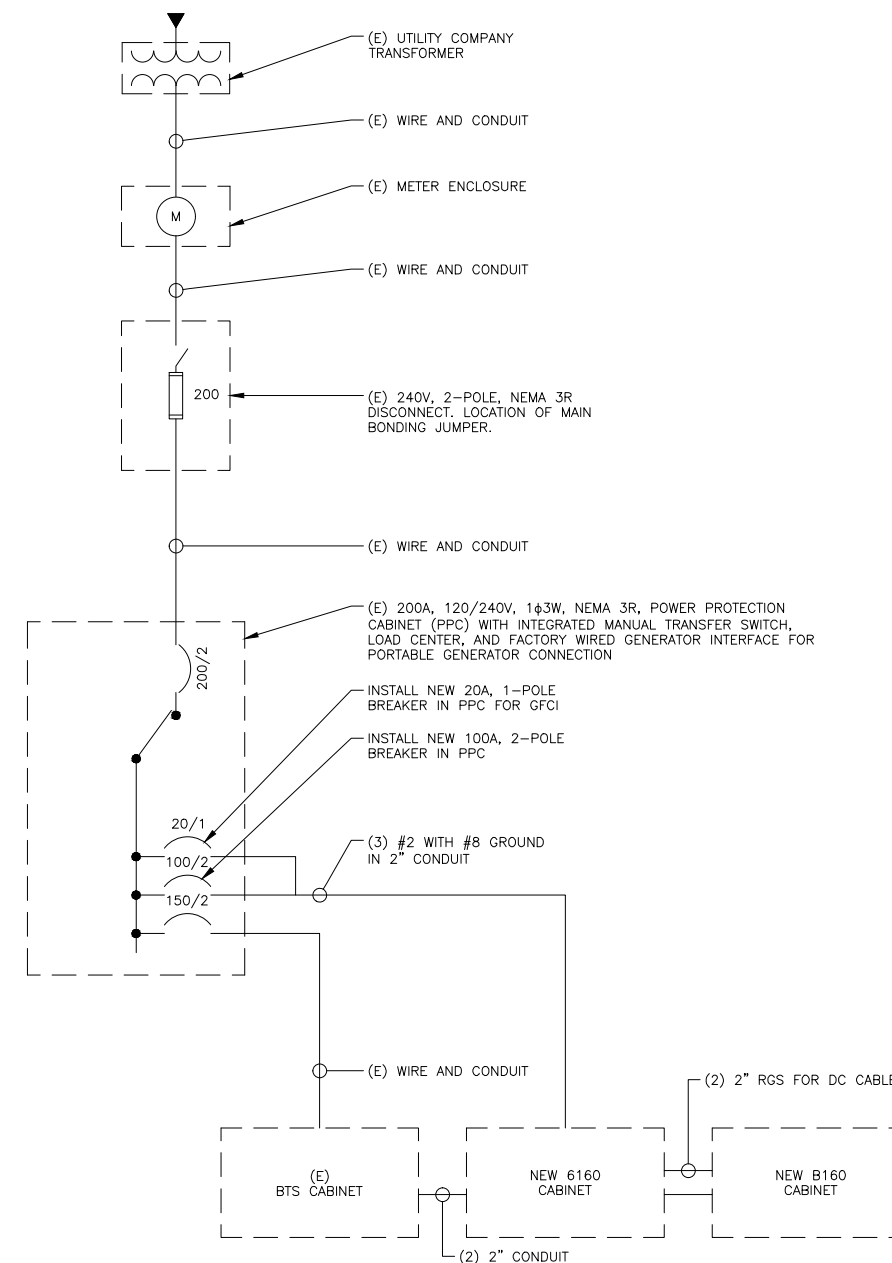 (E) UTILITY COMPANY
TRANSFORMER
(E) WIRE AND CONDUIT
(E) METER ENCLOSURE
M
(E) WIRE AND CONDUIT
200
(E) 240V, 2-POLE, NEMA 3R
DISCONNECT. LOCATION OF MAIN
BONDING JUMPER.
(E) WIRE AND CONDUIT
(E) 200A, 120/240V, 1ϕ3W, NEMA 3R, POWER PROTECTION
CABINET (PPC) WITH INTEGRATED MANUAL TRANSFER SWITCH,
LOAD CENTER, AND FACTORY WIRED GENERATOR INTERFACE FOR
PORTABLE GENERATOR CONNECTION
200/2
INSTALL NEW 20A, 1-POLE
BREAKER IN PPC FOR GFCI
INSTALL NEW 100A, 2-POLE
BREAKER IN PPC
20/1
100/2
150/2
(3) #2 WITH #8 GROUND
IN 2" CONDUIT
(E) WIRE AND CONDUIT
(2) 2" RGS FOR DC CABLE
(E)
BTS CABINET
NEW 6160
CABINET
NEW B160
CABINET
(2) 2" CONDUIT